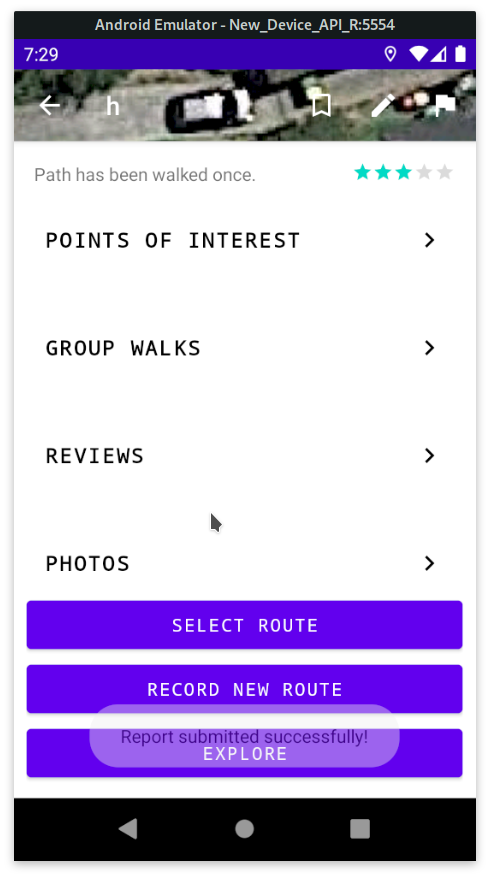 Android Emulator - New_Device_API_R:5554
7:29
h
Path has been walked once.
POINTS OF INTEREST
GROUP WALKS
REVIEWS
PHOTOS
SELECT ROUTE
RECORD NEW ROUTE
Report submitted successfully!
EXPLORE